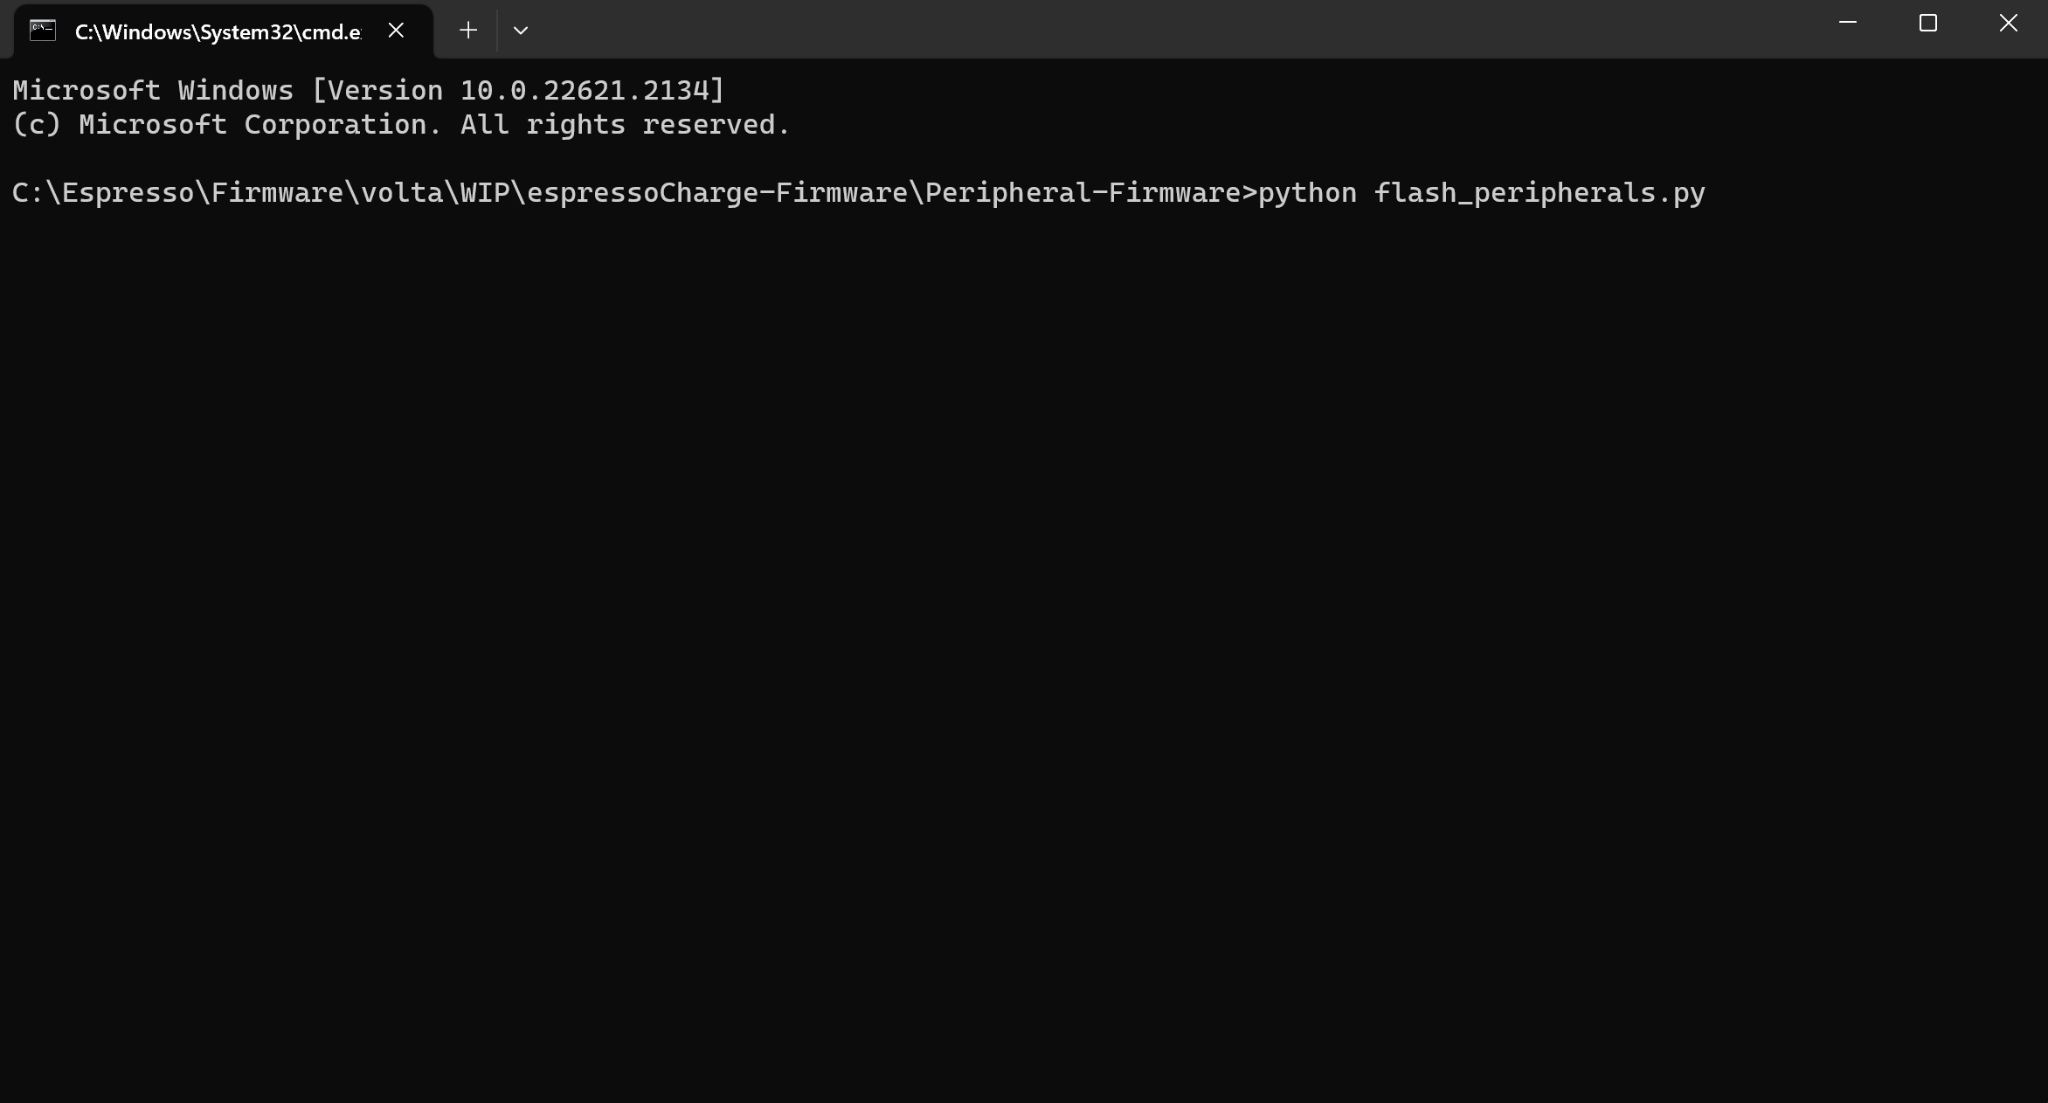 C:\Windows\System32\cmd.e
Microsoft Windows [Version 10.0.22621.2134]
(c) Microsoft Corporation. All rights reserved.
C:\Espresso\Firmware\volta\WIP\espressoCharge-Firmware\Peripheral-Firmware>python flash_peripherals.py